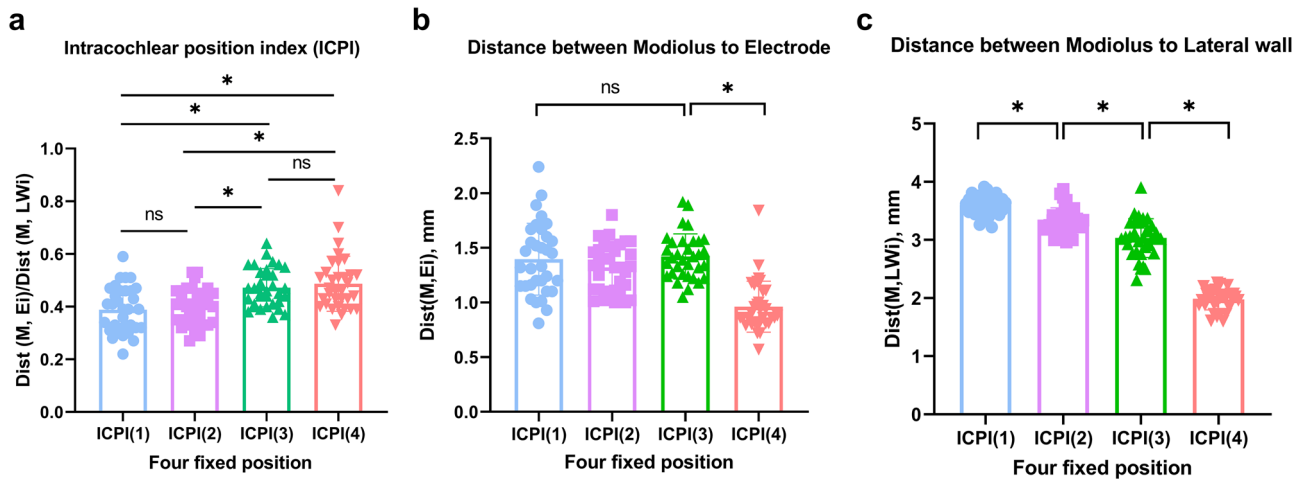 a
Intracochlear position index (ICPI)
*
*
*
ns
*
ns
Dist (M, Ei)/Dist (M, LWi)
1.0
0.8
0.6
0.4
0.2
0.0
ICPI(1) ICPI(2) ICPI(3) ICPI(4)
Four fixed position
b
Distance between Modiolus to Electrode
ns *
Dist(M,Ei), mm
2.5
2.0
1.5
1.0
0.5
0.0
ICPI(1) ICPI(2) ICPI(3) ICPI(4)
Four fixed position
c
Distance between Modiolus to Lateral wall
* * *
Dist(M,LWi), mm
5
4
3
2
1
0
ICPI(1) ICPI(2) ICPI(3) ICPI(4)
Four fixed position